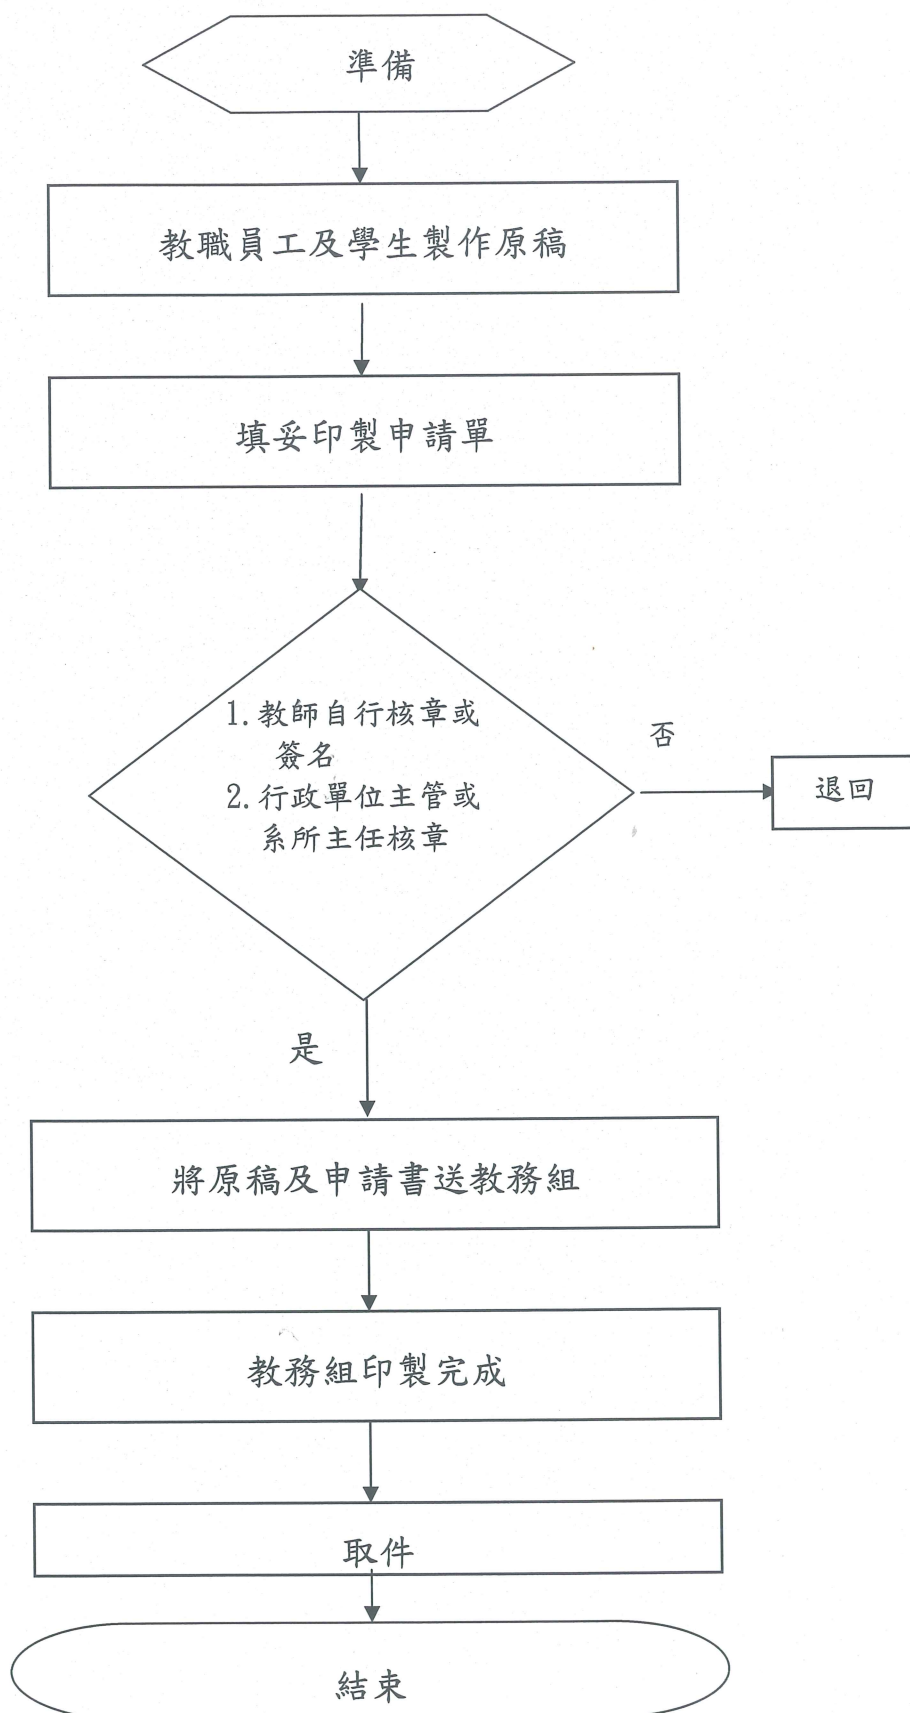 準備
教職員工及學生製作原稿
填妥印製申請單
1.教師自行核章或
簽名
2.行政單位主管或
系所主任核章
否
退回
是
將原稿及申請書送教務組
教務組印製完成
取件
結束